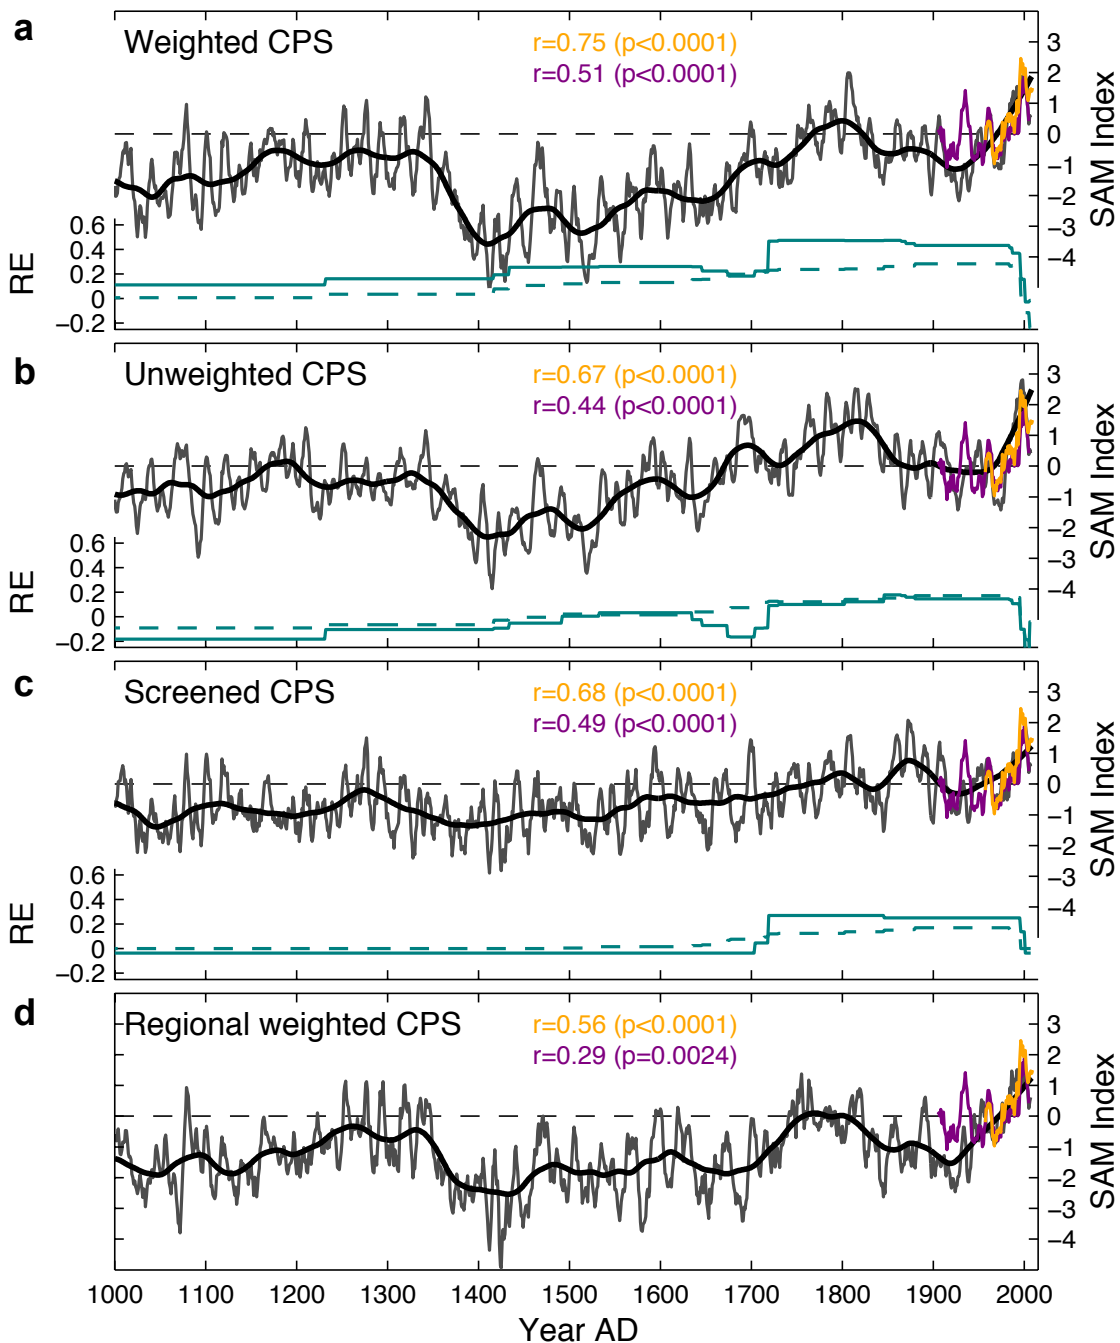 a
Weighted CPS
r=0.75 (p<0.0001)
r=0.51 (p<0.0001)
3
2
1
0
−1
−2
−3
−4
SAM Index
0.6
0.4
0.2
0
−0.2
RE
b
Unweighted CPS
r=0.67 (p<0.0001)
r=0.44 (p<0.0001)
3
2
1
0
−1
−2
−3
−4
SAM Index
0.6
0.4
0.2
0
−0.2
RE
c
Screened CPS
r=0.68 (p<0.0001)
r=0.49 (p<0.0001)
3
2
1
0
−1
−2
−3
−4
SAM Index
0.6
0.4
0.2
0
−0.2
RE
d
Regional weighted CPS
r=0.56 (p<0.0001)
r=0.29 (p=0.0024)
3
2
1
0
−1
−2
−3
−4
SAM Index
1000 1100 1200 1300 1400 1500 1600 1700 1800 1900 2000
Year AD